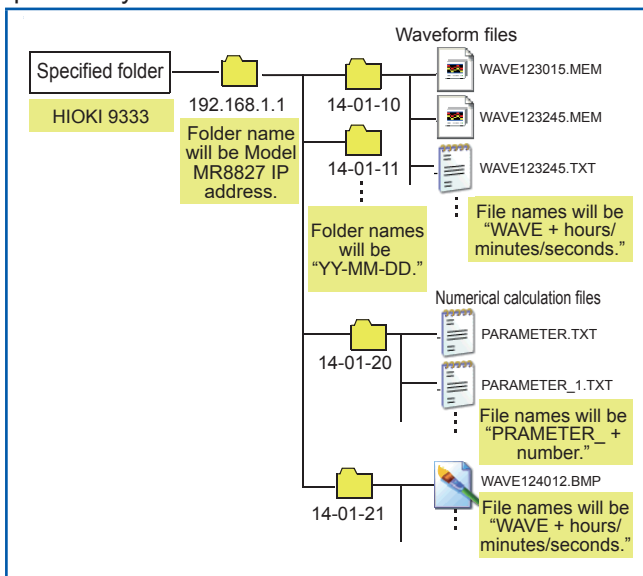 Waveform files
Specified folder
HIOKI 9333
192.168.1.1
Folder name
will be Model
MR8827 IP
address.
14-01-10
14-01-11
Folder names
will be
“YY-MM-DD.”
WAVE123015.MEM
WAVE123245.MEM
WAVE123245.TXT
File names will be
“WAVE + hours/
minutes/seconds.”
Numerical calculation files
14-01-20
PARAMETER.TXT
PARAMETER_1.TXT
File names will be
“PRAMETER_ +
number.”
14-01-21
WAVE124012.BMP
File names will be
“WAVE + hours/
minutes/seconds.”